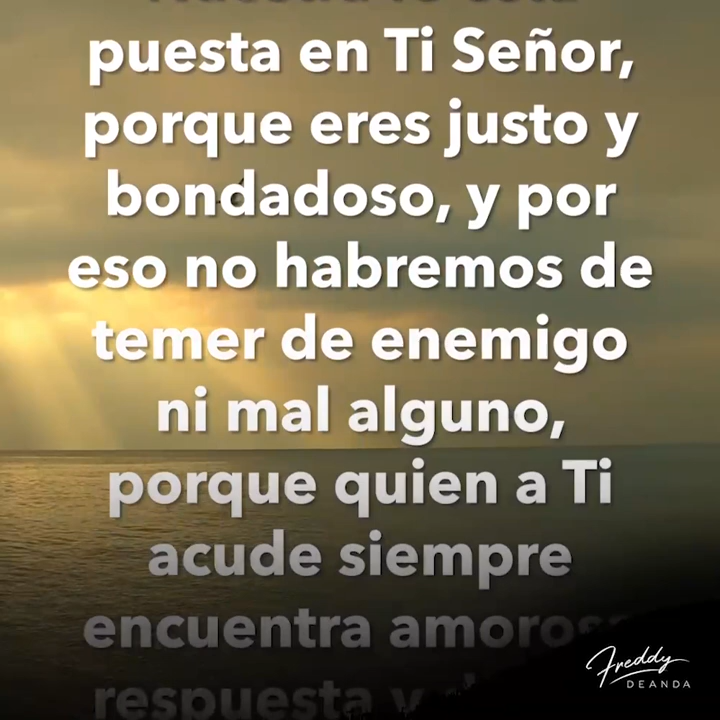 puesta en Ti Señor,
porque eres justo y
bondadoso, y por
eso no habremos de
temer de enemigo
ni mal alguno,
porque quien a Ti
acude siempre
encuentra amorosa
respuesta y
Freddy
DEANDA